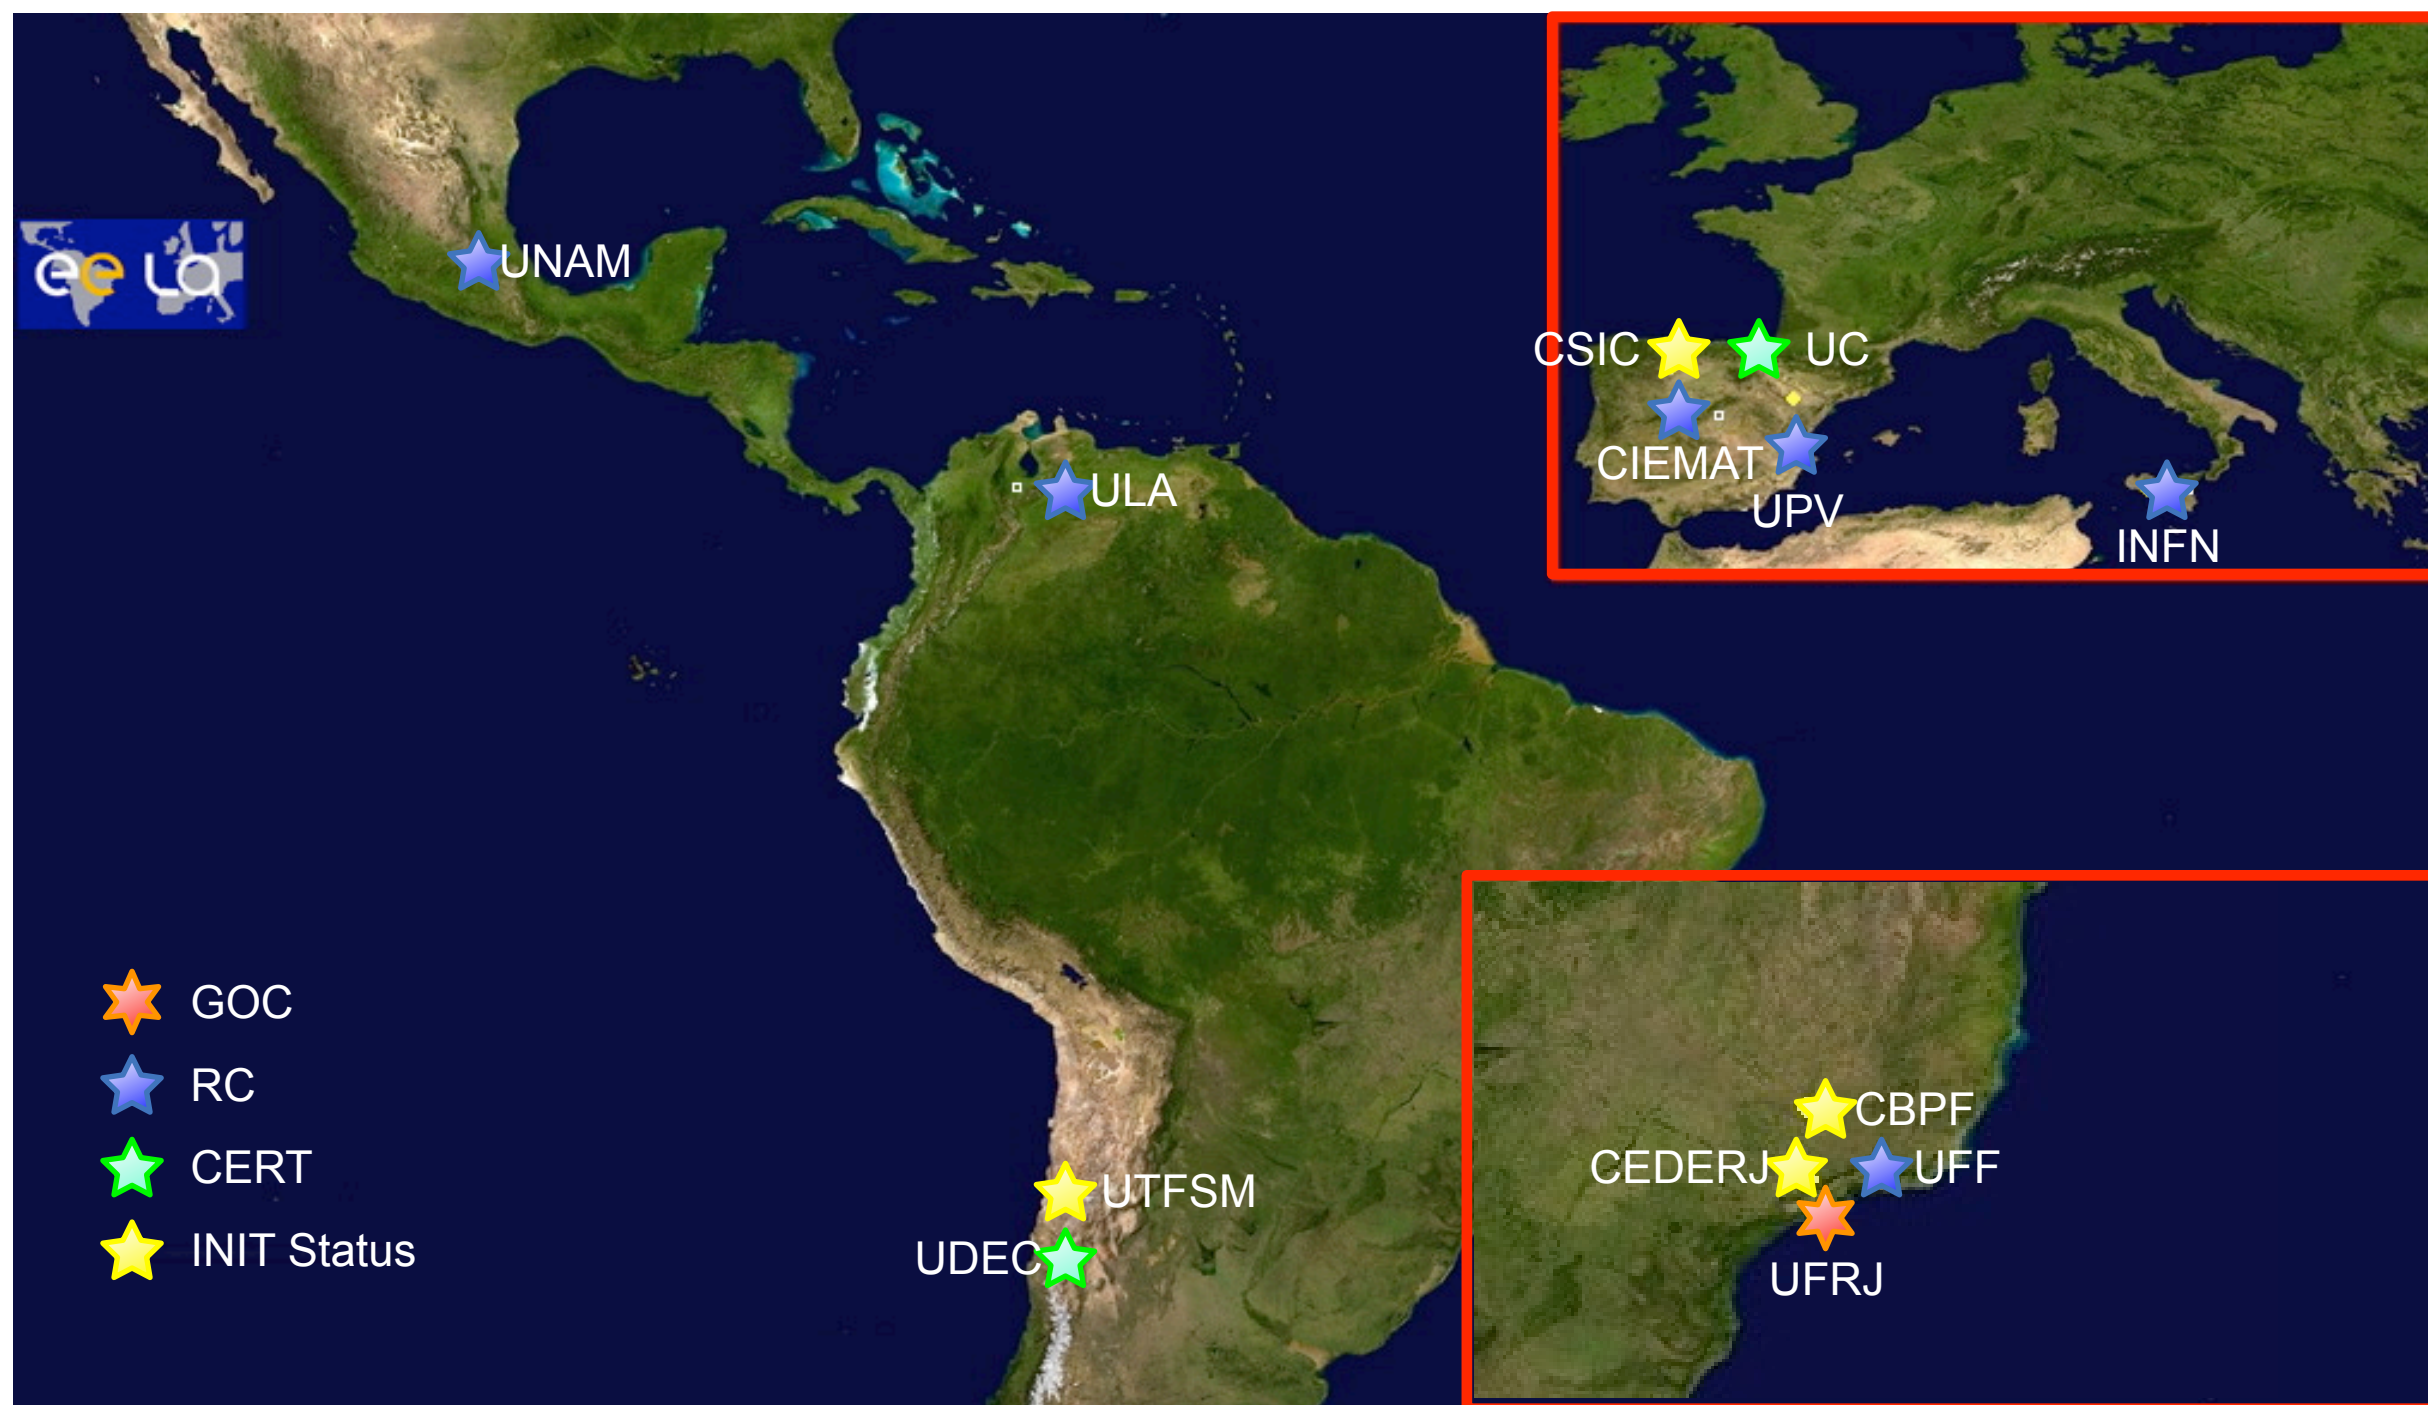 ee la
UNAM
ULA
CSIC
UC
CIEMAT
UPV
INFN
GOC
RC
CERT
INIT Status
UTFSM
UDEC
CBPF
CEDERJ
UFF
UFRJ